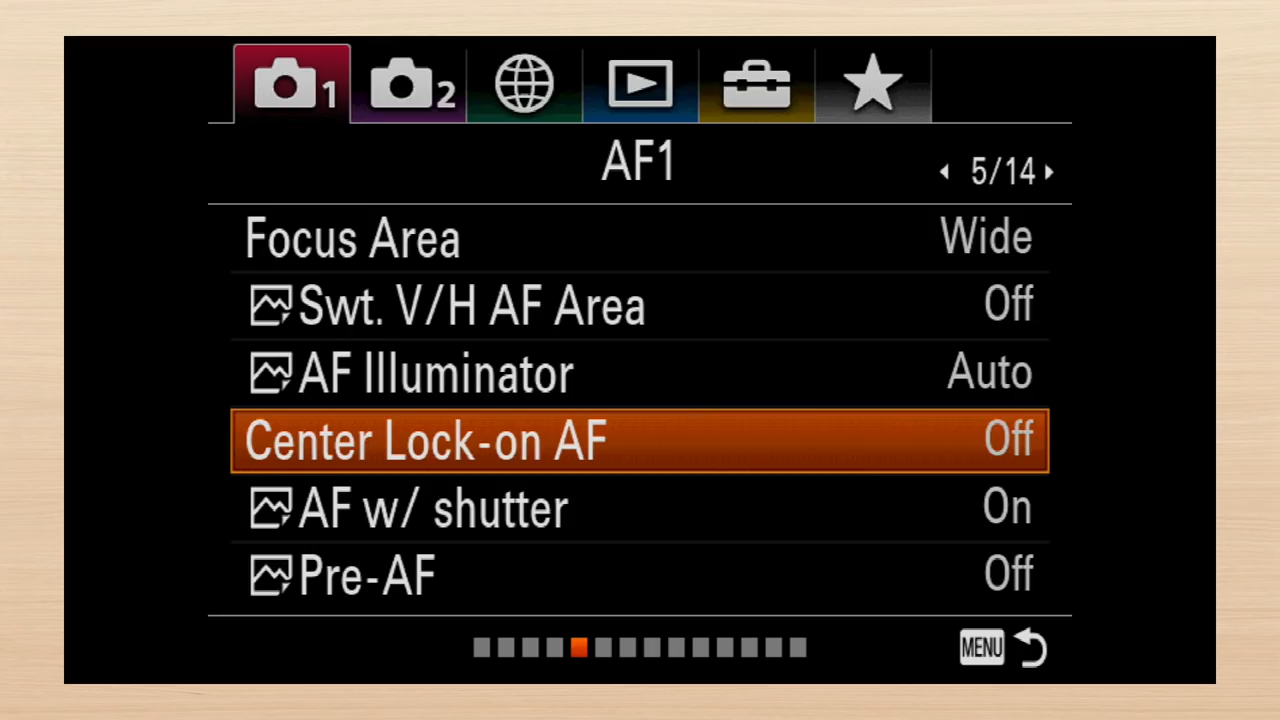 1 2
AF1
5/14
Focus Area Wide
Swt. V/H AF Area Off
AF Illuminator Auto
Center Lock-on AF Off
AF w/ shutter On
Pre-AF Off
MENU